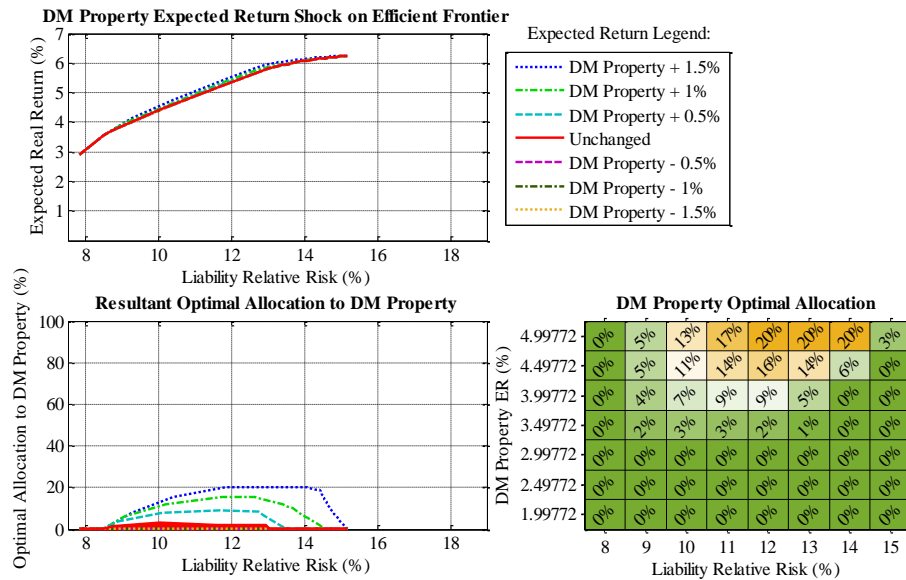 DM Property Expected Return Shock on Efficient Frontier
Expected Real Return (%)
7
6
5
4
3
2
1
8 10 12 14 16 18
Liability Relative Risk (%)
Expected Return Legend:
DM Property + 1.5%
DM Property + 1%
DM Property + 0.5%
Unchanged
DM Property - 0.5%
DM Property - 1%
DM Property - 1.5%
Resultant Optimal Allocation to DM Property
Optimal Allocation to DM Property (%)
100
80
60
40
20
0
8 10 12 14 16 18
Liability Relative Risk (%)
DM Property Optimal Allocation
DM Property ER (%)
4.99772 0% 5% 13% 17% 20% 20% 20% 3%
4.49772 0% 5% 11% 14% 16% 14% 6% 0%
3.99772 0% 4% 7% 9% 9% 5% 0% 0%
3.49772 0% 2% 3% 3% 2% 1% 0% 0%
2.99772 0% 0% 0% 0% 0% 0% 0% 0%
2.49772 0% 0% 0% 0% 0% 0% 0% 0%
1.99772 0% 0% 0% 0% 0% 0% 0% 0%
8 9 10 11 12 13 14 15
Liability Relative Risk (%)